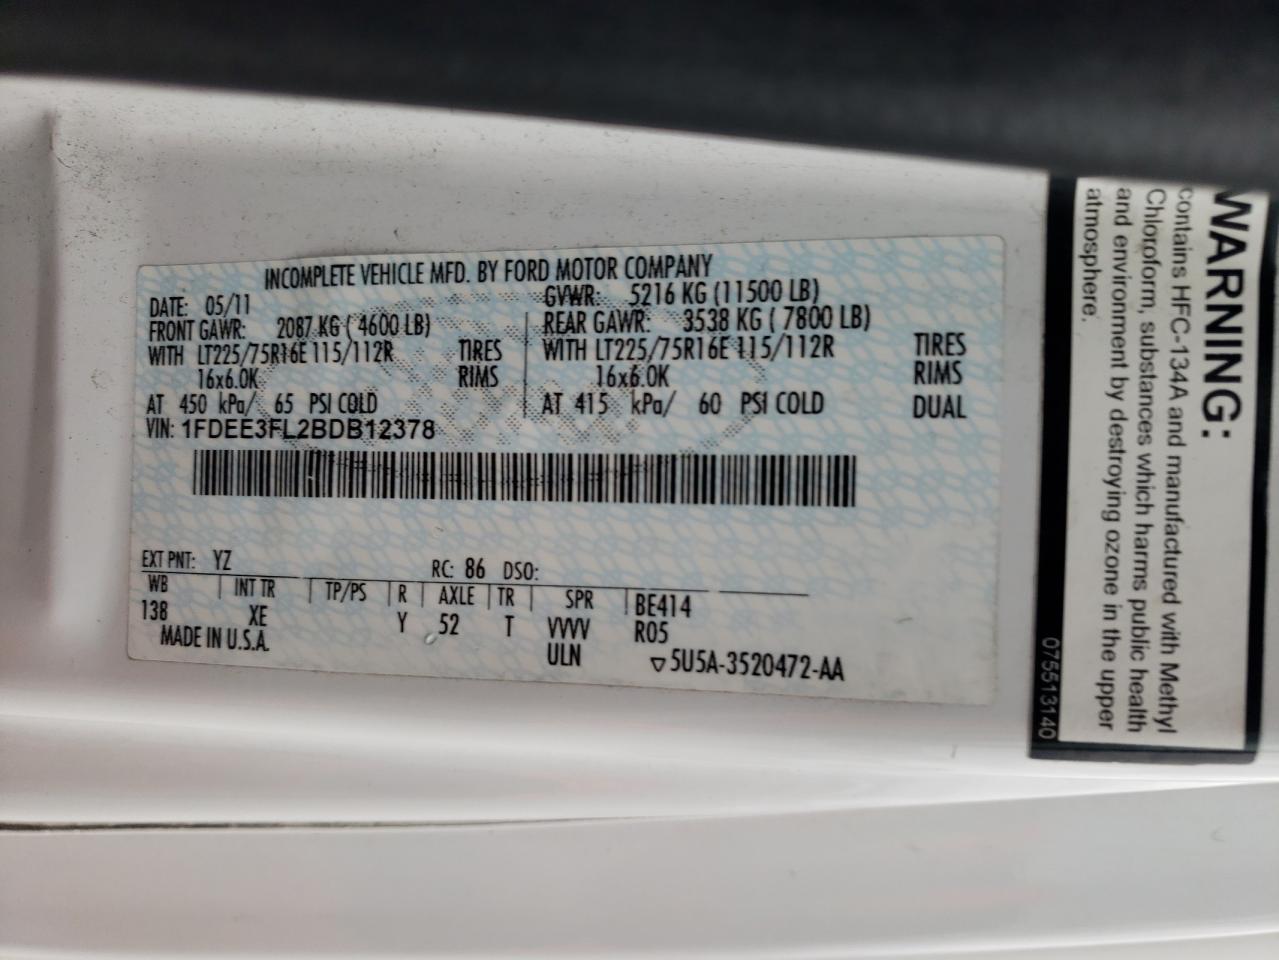 INCOMPLETE VEHICLE MFD. BY FORD MOTOR COMPANY
DATE: 05/11 GVWR: 5216 KG (11500 LB)
FRONT GAWR: 2087 KG ( 4600 LB) REAR GAWR: 3538 KG ( 7800 LB)
WITH LT225/75R16E 115/112R TIRES WITH LT225/75R16E 115/112R TIRES
16x6.0K RIMS 16x6.0K RIMS
AT 450 kPa/ 65 PSI COLD AT 415 kPa/ 60 PSI COLD DUAL
VIN: 1FDEE3FL2BDB12378
EXT PNT: YZ RC: 86 DSO:
WB INT TR TP/PS R AXLE TR SPR BE414
138 XE Y 52 T VVVV R05
MADE IN U.S.A. ULN ▽5U5A-3520472-AA
WARNING:
contains HFC-134A and manufactured with Methyl
Chloroform, substances which harms public health
and environment by destroying ozone in the upper
atmosphere.
075513140